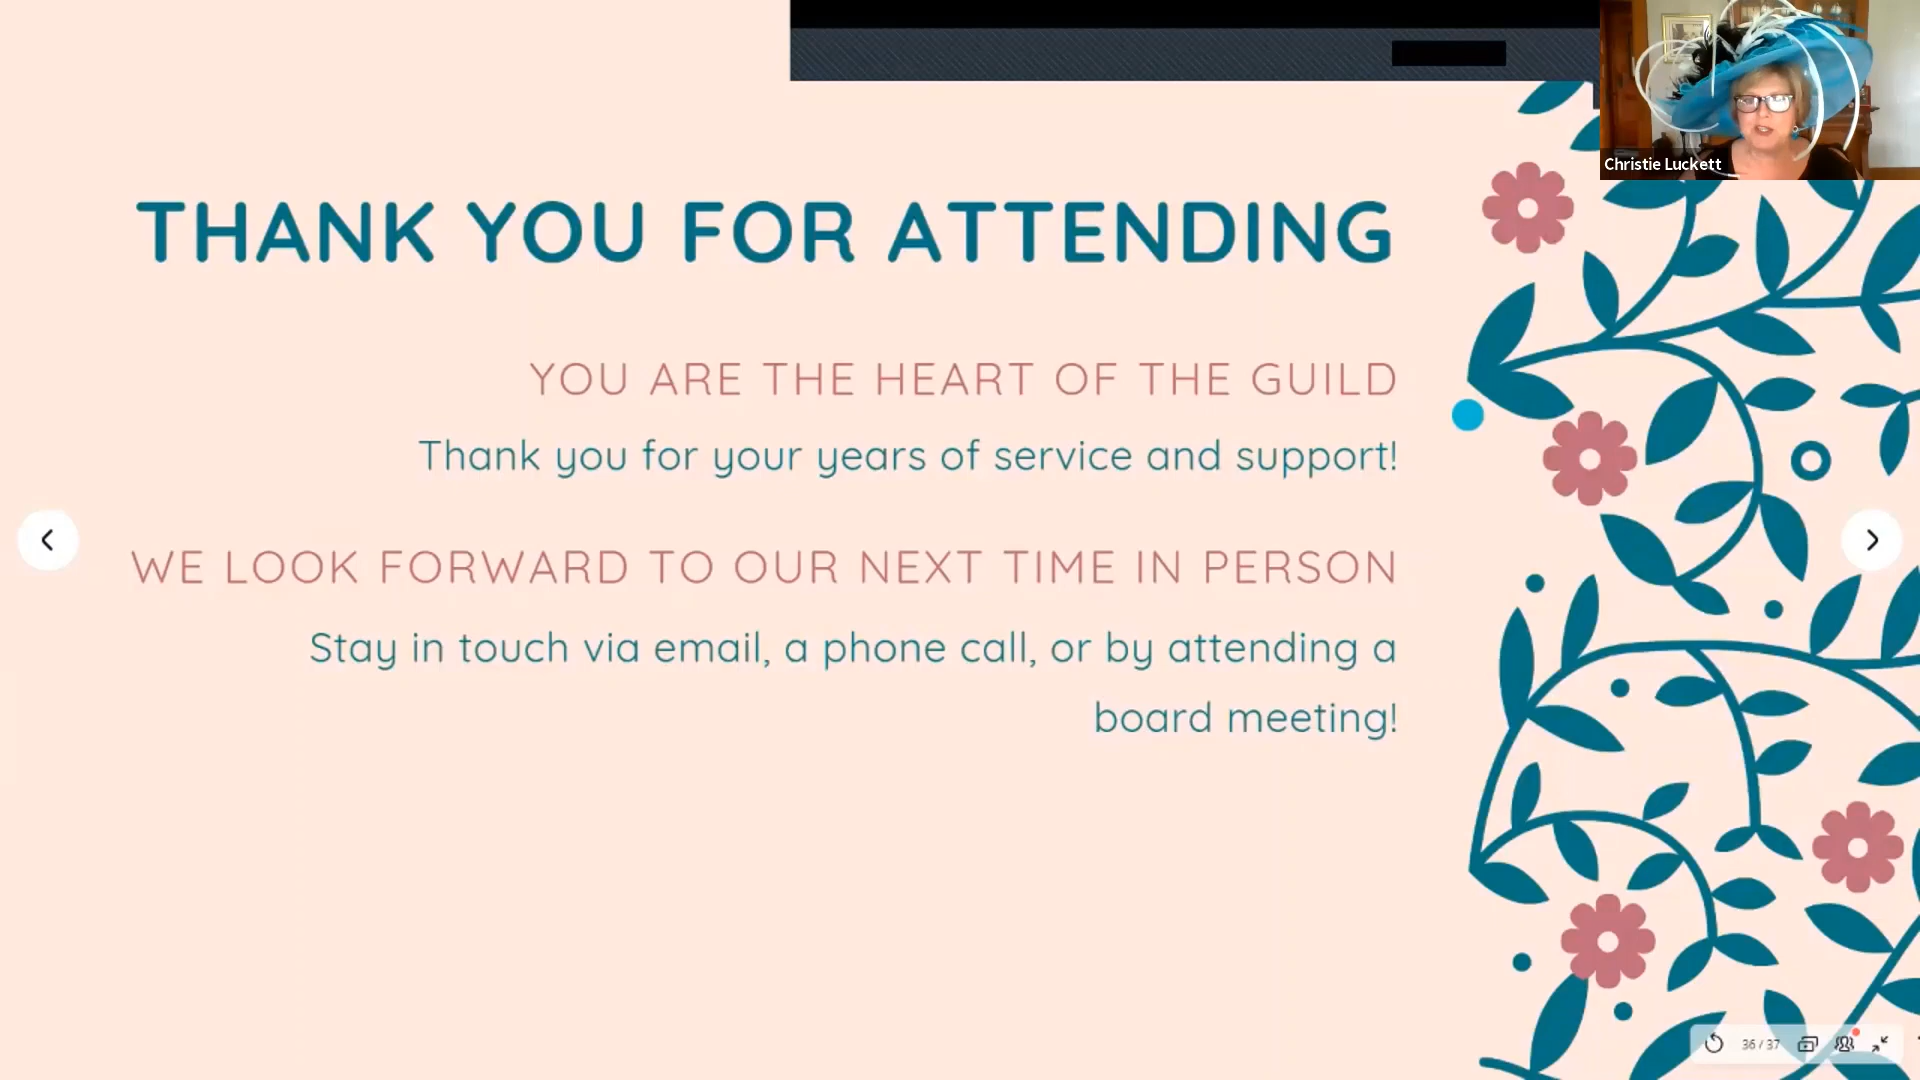 Christie Luckett
THANK YOU FOR ATTENDING
YOU ARE THE HEART OF THE GUILD
Thank you for your years of service and support!
WE LOOK FORWARD TO OUR NEXT TIME IN PERSON
Stay in touch via email, a phone call, or by attending a
board meeting!
36 / 37